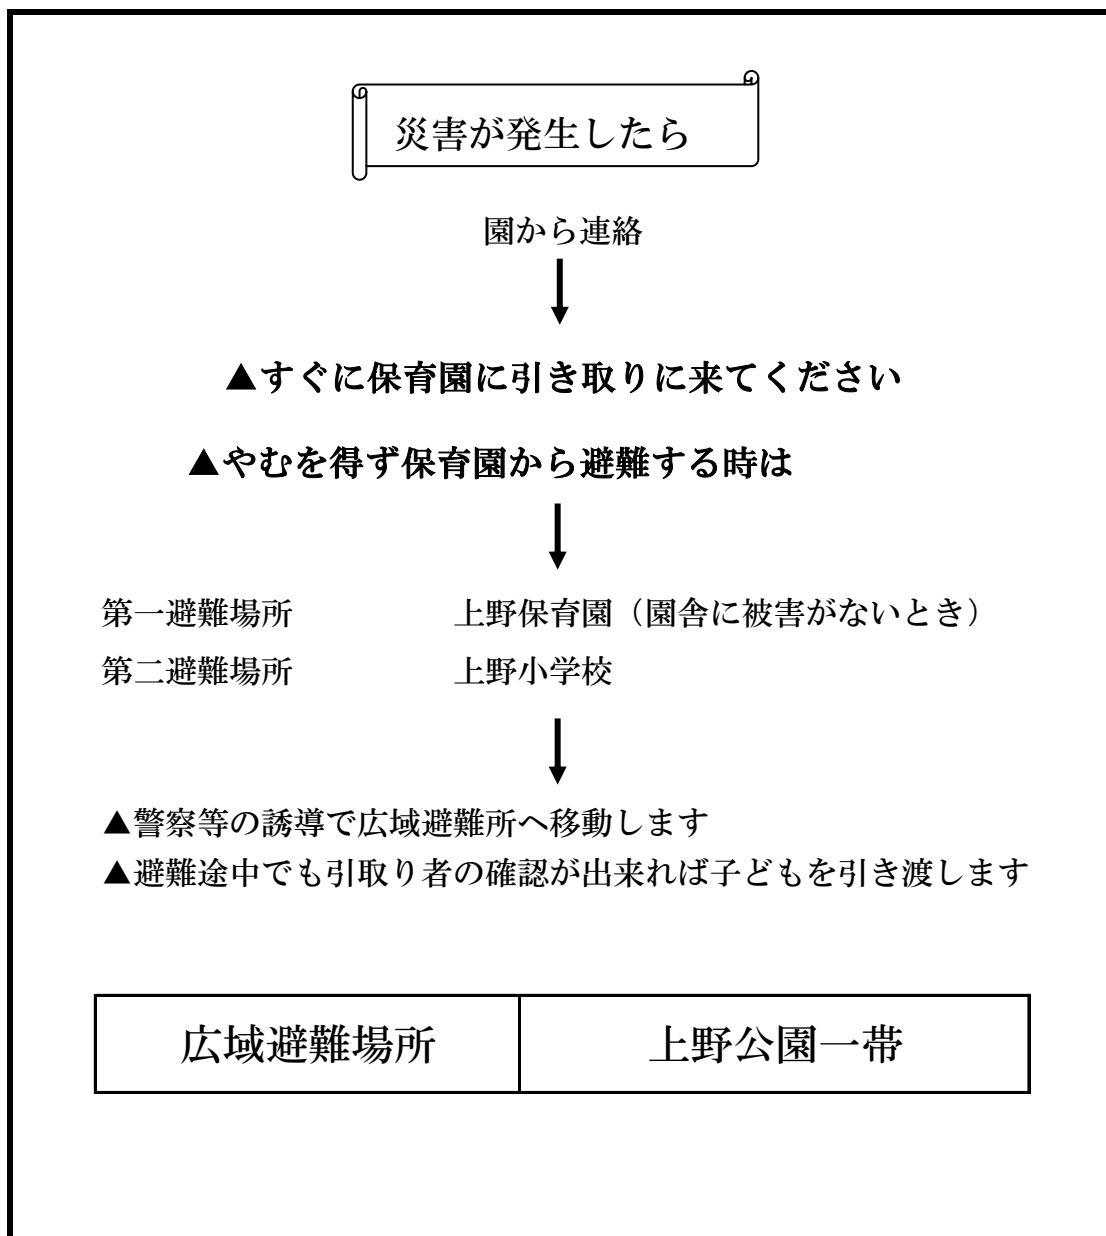 災害が発生したら
園から連絡
▲すぐに保育園に引き取りに来てください
▲やむを得ず保育園から避難する時は
第一避難場所 上野保育園（園舎に被害がないとき）
第二避難場所 上野小学校
▲警察等の誘導で広域避難所へ移動します
▲避難途中でも引取り者の確認が出来れば子どもを引き渡します
広域避難場所 上野公園一帯